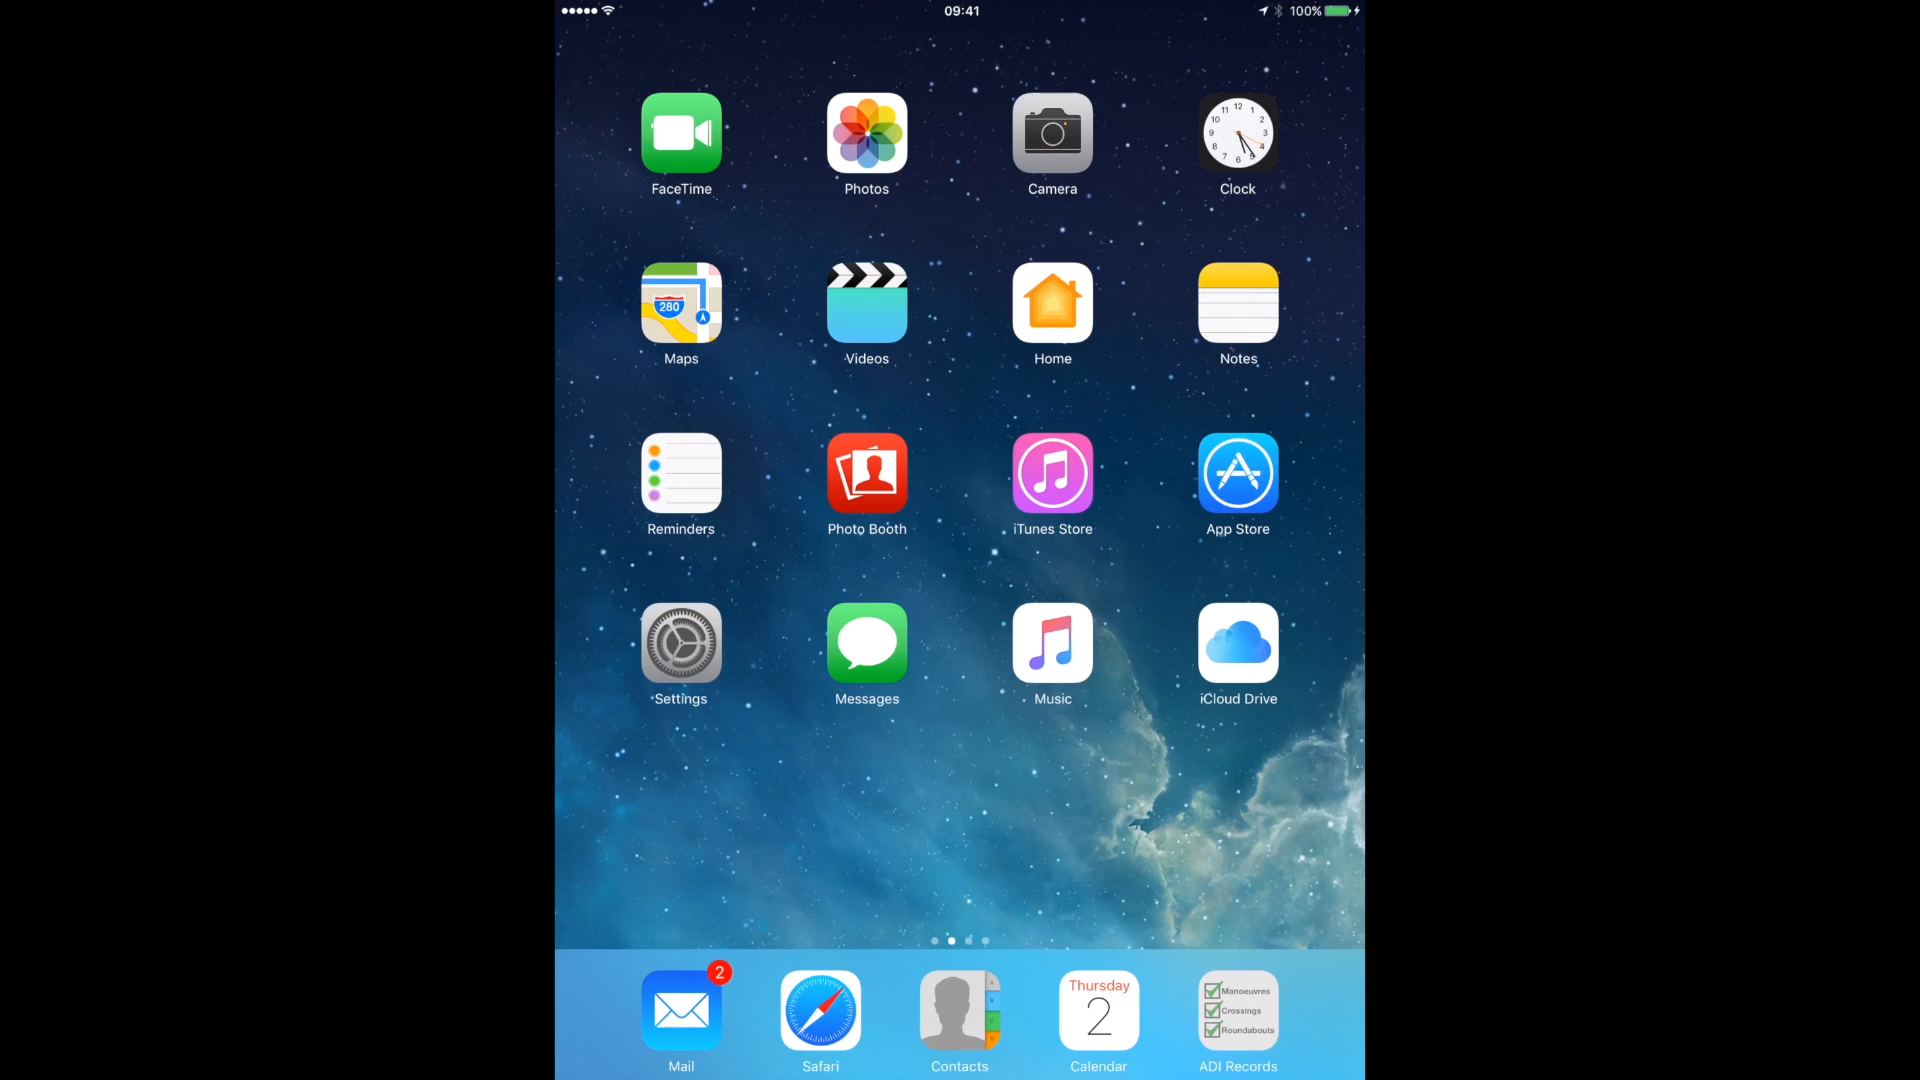 09:41
100%
FaceTime
Photos
Camera
Clock
280
Maps
Videos
Home
Notes
Reminders
Photo Booth
iTunes Store
App Store
Settings
Messages
Music
iCloud Drive
2
Mail
Safari
Contacts
Thursday
2
Calendar
Manoeuvres
Crossings
Roundabouts
ADI Records